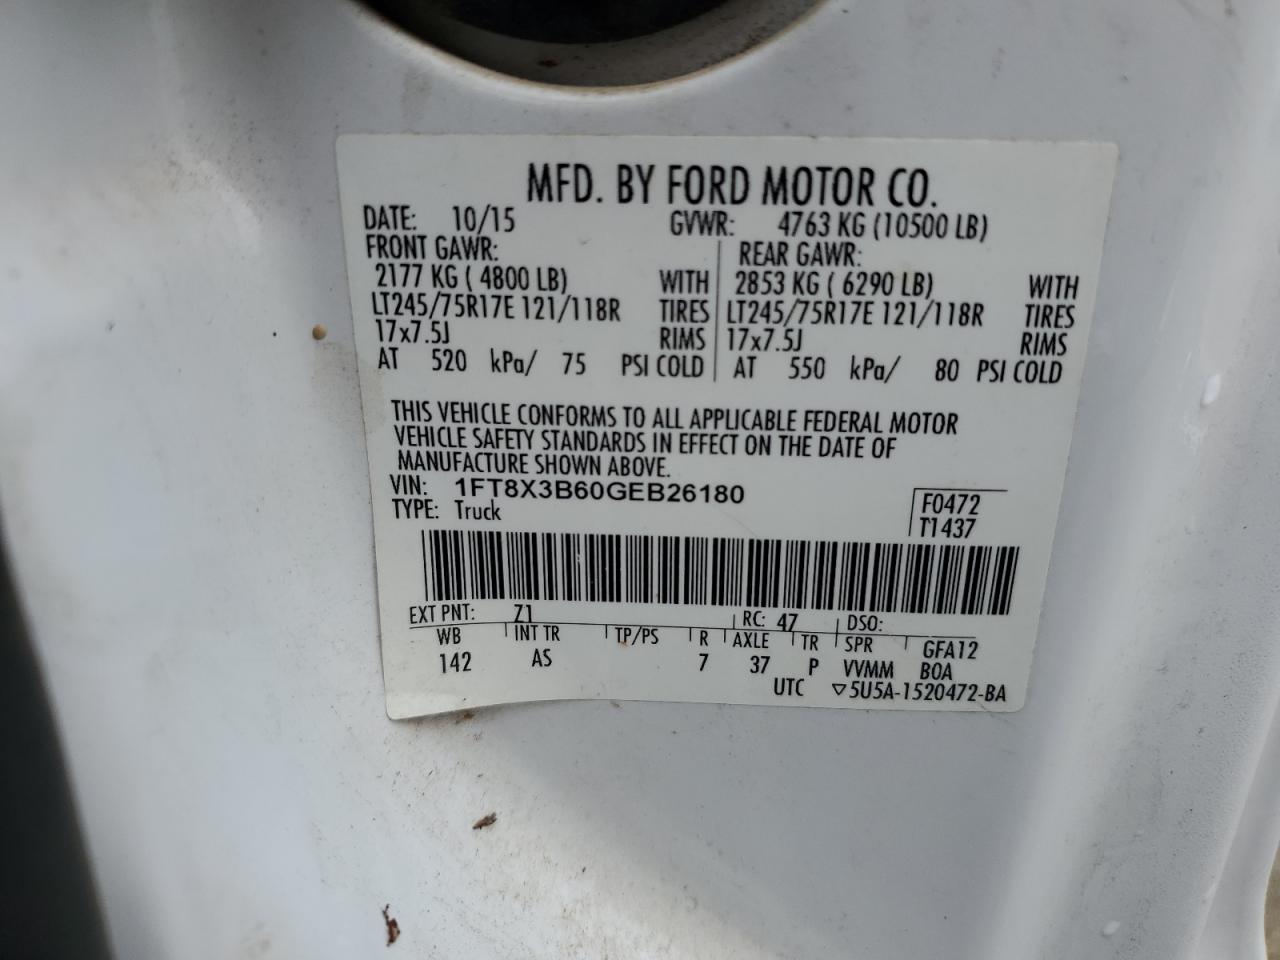 MFD. BY FORD MOTOR CO.
DATE: 10/15 GVWR: 4763 KG (10500 LB)
FRONT GAWR: REAR GAWR:
2177 KG ( 4800 LB) WITH 2853 KG ( 6290 LB) WITH
LT245/75R17E 121/118R TIRES LT245/75R17E 121/118R TIRES
17x7.5J RIMS 17x7.5J RIMS
AT 520 kPa/ 75 PSI COLD AT 550 kPa/ 80 PSI COLD
THIS VEHICLE CONFORMS TO ALL APPLICABLE FEDERAL MOTOR
VEHICLE SAFETY STANDARDS IN EFFECT ON THE DATE OF
MANUFACTURE SHOWN ABOVE.
VIN: 1FT8X3B60GEB26180
TYPE: Truck
F0472
T1437
EXT PNT: Z1 RC: 47 DSO:
WB INT TR TP/PS R AXLE TR SPR GFA12
142 AS 7 37 P VVMM BOA
UTC ▽5U5A-1520472-BA